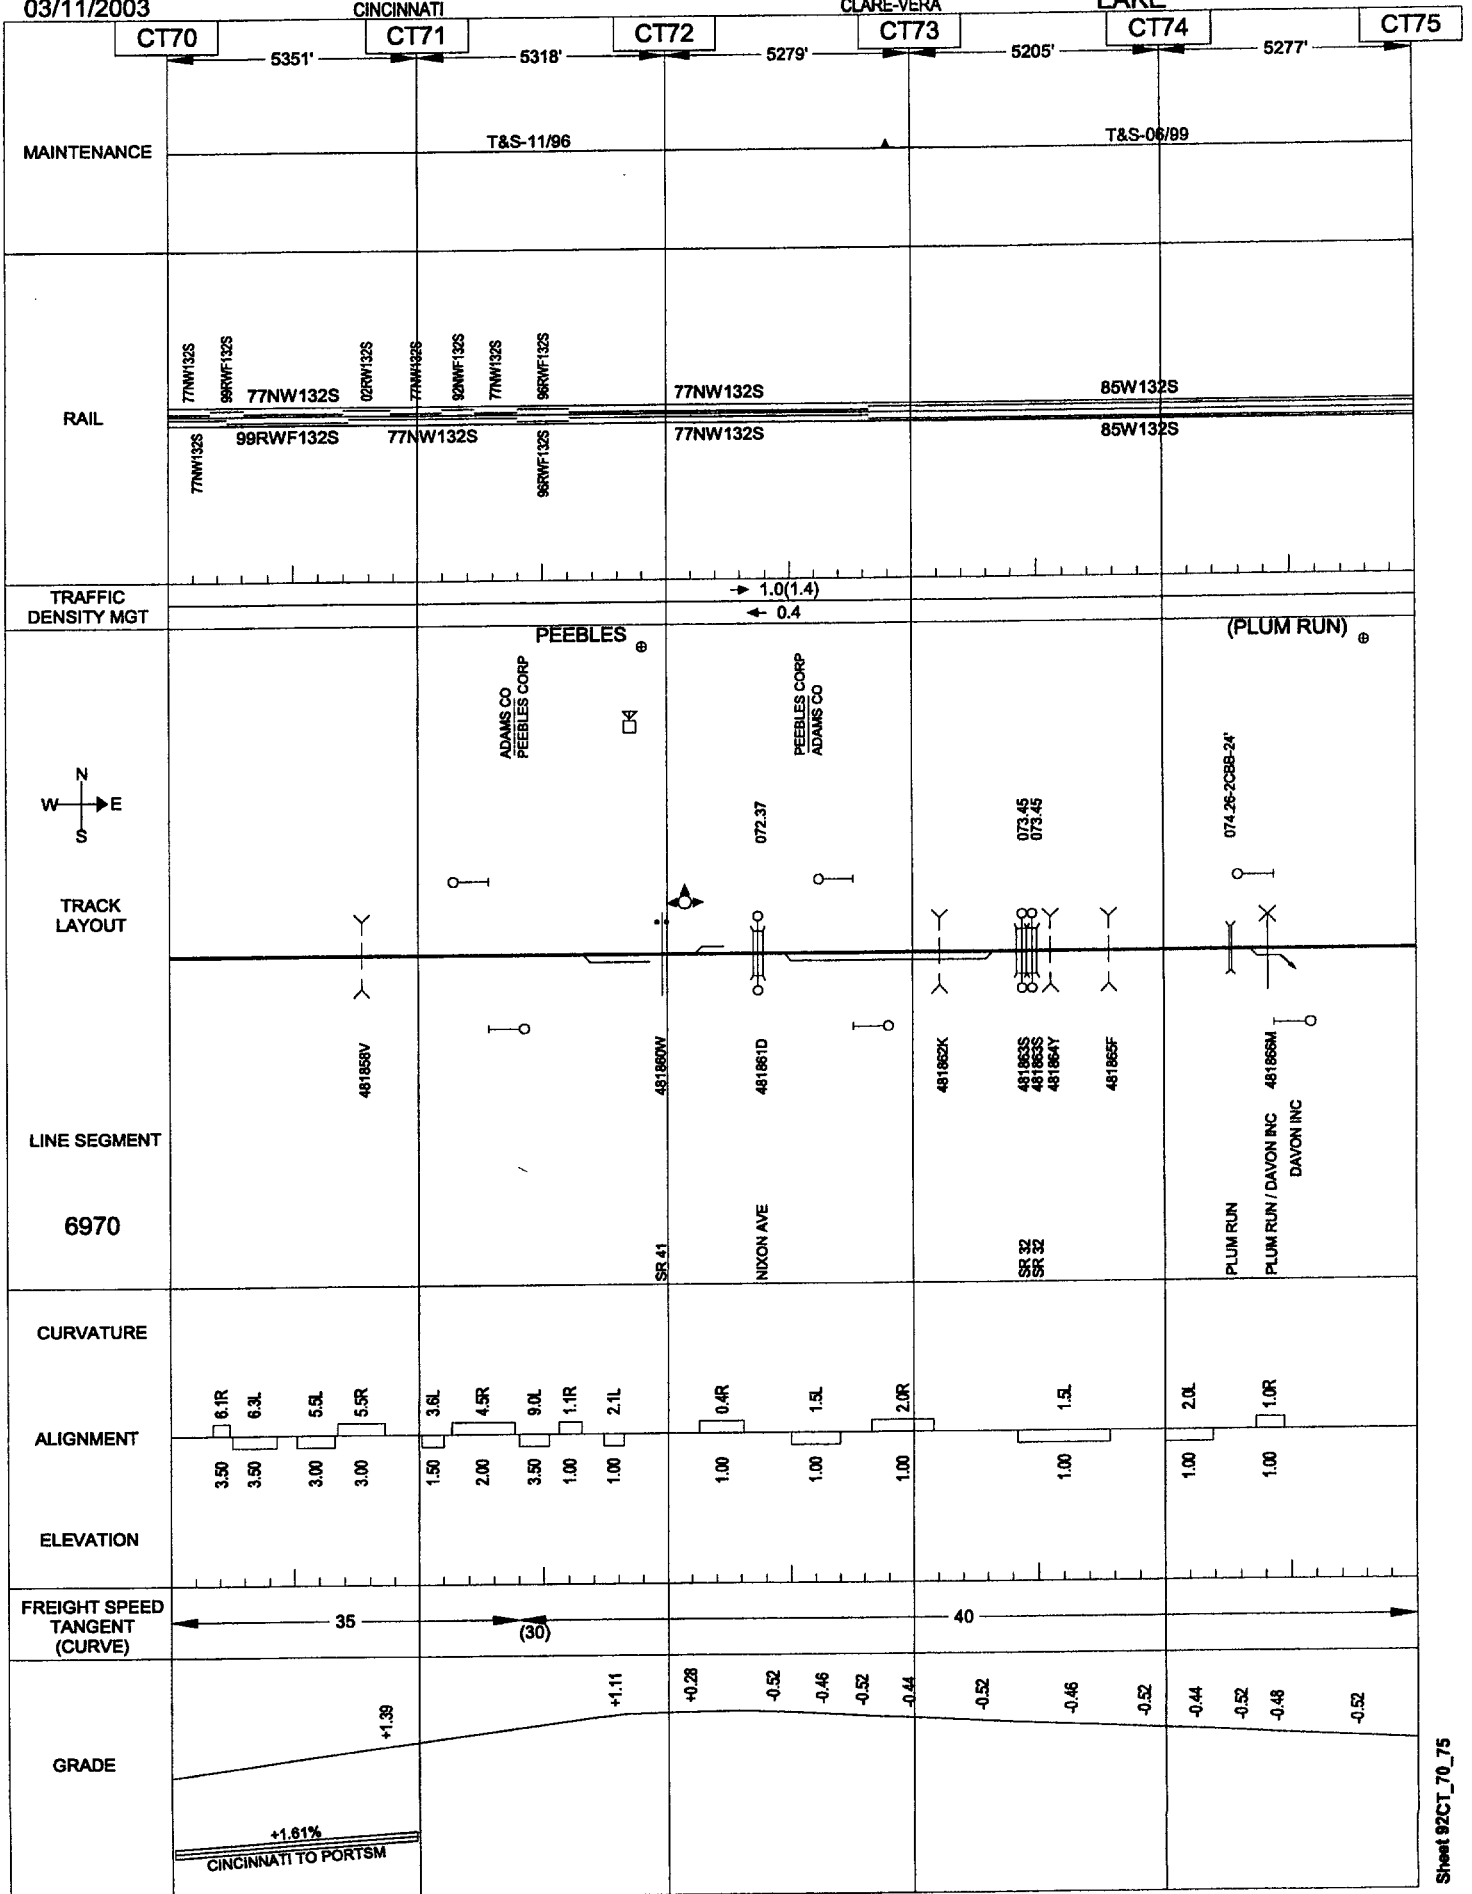 03/11/2003
CINCINNATI
CLARE-VERA
LAKE
CT70
CT71
CT72
CT73
CT74
CT75
5351'
5318'
5279'
5205'
5277'
MAINTENANCE
T&S-11/96
T&S-06/99
RAIL
77NW132S
99RWF132S
77NW132S
02RW132S
77NW132S
92NWF132S
77NW132S
96RWF132S
77NW132S
85W132S
77NW132S
99RWF132S
77NW132S
96RWF132S
77NW132S
85W132S
TRAFFIC
DENSITY MGT
1.0(1.4)
0.4
PEEBLES
(PLUM RUN)
ADAMS CO
PEEBLES CORP
PEEBLES CORP
ADAMS CO
N
W E
S
072.37
073.45
073.45
074.26-2CBB-24'
TRACK
LAYOUT
481858V
481860W
481861D
481862K
481863S
481863S
481864Y
481865F
481866M
LINE SEGMENT
6970
SR 41
NIXON AVE
SR 32
SR 32
PLUM RUN
PLUM RUN / DAVON INC
DAVON INC
CURVATURE
6.1R
6.3L
5.5L
5.5R
3.6L
4.5R
9.0L
1.1R
2.1L
0.4R
1.5L
2.0R
1.5L
2.0L
1.0R
ALIGNMENT
3.50
3.50
3.00
3.00
1.50
2.00
3.50
1.00
1.00
1.00
1.00
1.00
1.00
1.00
1.00
ELEVATION
FREIGHT SPEED
TANGENT
(CURVE)
35
(30)
40
GRADE
+1.39
+1.11
+0.28
-0.52
-0.46
-0.52
-0.44
-0.52
-0.46
-0.52
-0.44
-0.52
-0.48
-0.52
+1.61%
CINCINNATI TO PORTSM
Sheet 92CT_70_75